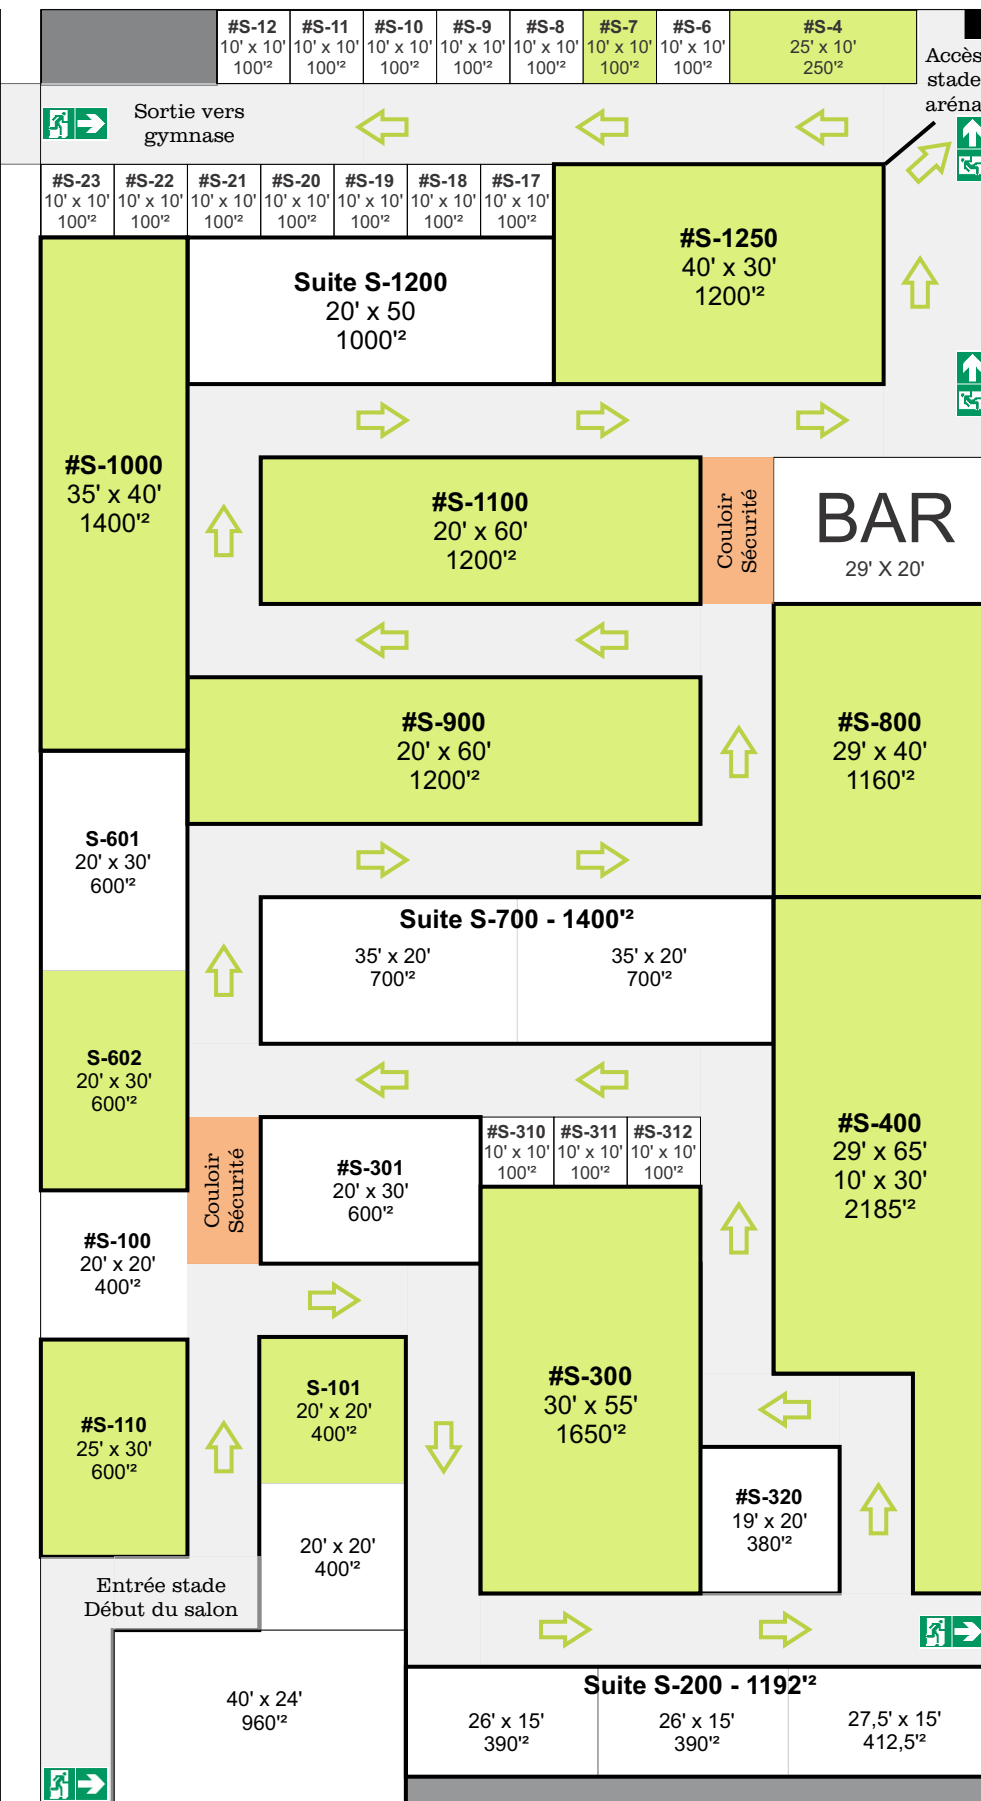 #S-12
10' x 10'
100'²
#S-11
10' x 10'
100'²
#S-10
10' x 10'
100'²
#S-9
10' x 10'
100'²
#S-8
10' x 10'
100'²
#S-7
10' x 10'
100'²
#S-6
10' x 10'
100'²
#S-4
25' x 10'
250'²
Accès
stade
aréna
Sortie vers
gymnase
#S-23
10' x 10'
100'²
#S-22
10' x 10'
100'²
#S-21
10' x 10'
100'²
#S-20
10' x 10'
100'²
#S-19
10' x 10'
100'²
#S-18
10' x 10'
100'²
#S-17
10' x 10'
100'²
#S-1250
40' x 30'
1200'²
Suite S-1200
20' x 50
1000'²
#S-1000
35' x 40'
1400'²
#S-1100
20' x 60'
1200'²
Couloir
Sécurité
BAR
29' X 20'
#S-900
20' x 60'
1200'²
#S-800
29' x 40'
1160'²
S-601
20' x 30'
600'²
Suite S-700 - 1400'²
35' x 20'
700'²
35' x 20'
700'²
S-602
20' x 30'
600'²
#S-400
29' x 65'
10' x 30'
2185'²
Couloir
Sécurité
#S-301
20' x 30'
600'²
#S-310
10' x 10'
100'²
#S-311
10' x 10'
100'²
#S-312
10' x 10'
100'²
#S-100
20' x 20'
400'²
#S-300
30' x 55'
1650'²
S-101
20' x 20'
400'²
#S-110
25' x 30'
600'²
#S-320
19' x 20'
380'²
20' x 20'
400'²
Entrée stade
Début du salon
40' x 24'
960'²
Suite S-200 - 1192'²
26' x 15'
390'²
26' x 15'
390'²
27,5' x 15'
412,5'²